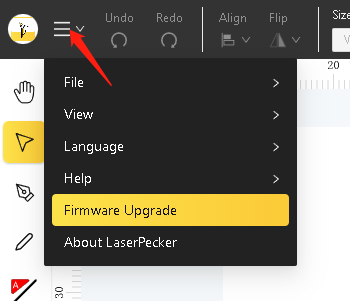 Undo Redo Align Flip Size
20
File
View
Language
Help
Firmware Upgrade
About LaserPecker
A
30